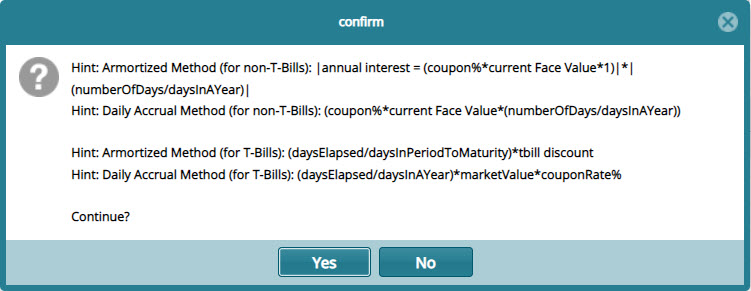 confirm
Hint: Armortized Method (for non-T-Bills): |annual interest = (coupon%*current Face Value*1)|*|
(numberOfDays/daysInAYear)|
Hint: Daily Accrual Method (for non-T-Bills): (coupon%*current Face Value*(numberOfDays/daysInAYear))
Hint: Armortized Method (for T-Bills): (daysElapsed/daysInPeriodToMaturity)*tbill discount
Hint: Daily Accrual Method (for T-Bills): (daysElapsed/daysInAYear)*marketValue*couponRate%
Continue?
Yes
No